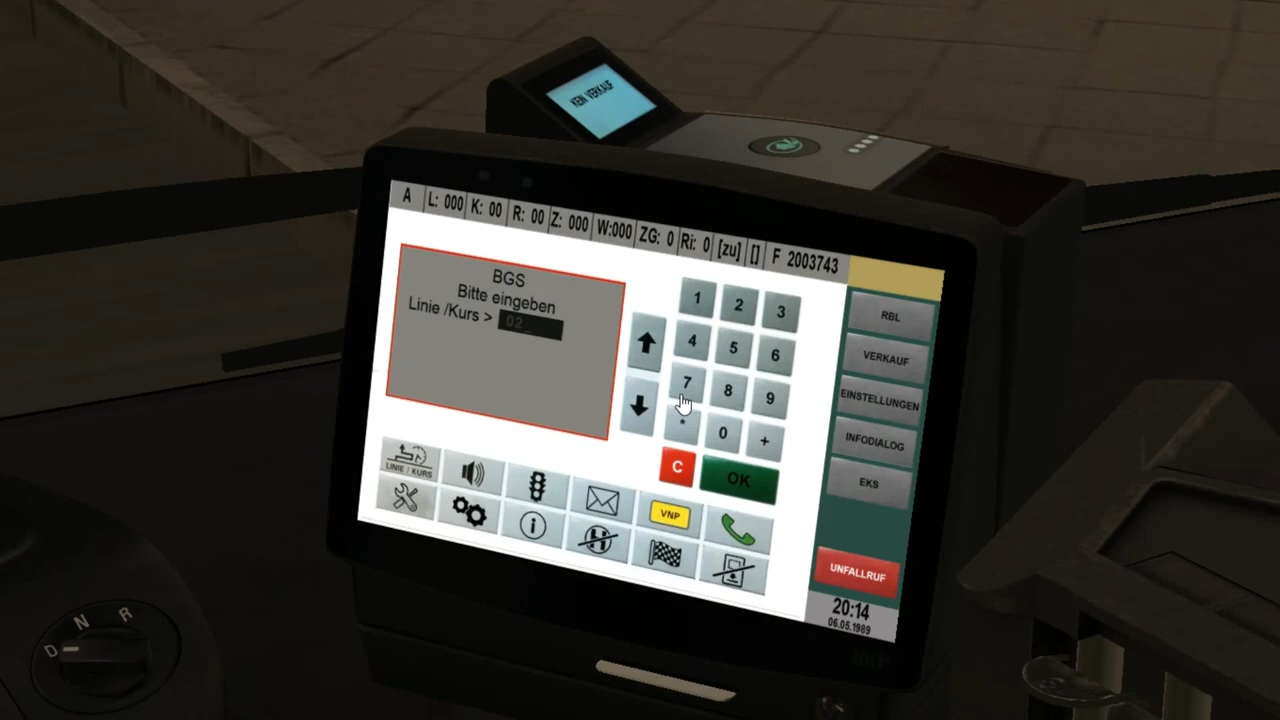 KEIN VERKAUF
A L: 000 K: 00 R: 00 Z: 000 W:000 ZG: 0 Ri: 0 [zu] [] F 2003743
BGS
Bitte eingeben
Linie /Kurs > 02_
1 2 3
4 5 6
7 8 9
* 0 +
C OK
RBL
VERKAUF
EINSTELLUNGEN
INFODIALOG
EKS
UNFALLRUF
20:14
06.05.1989
LINIE / KURS
VNP
i
H
D N R